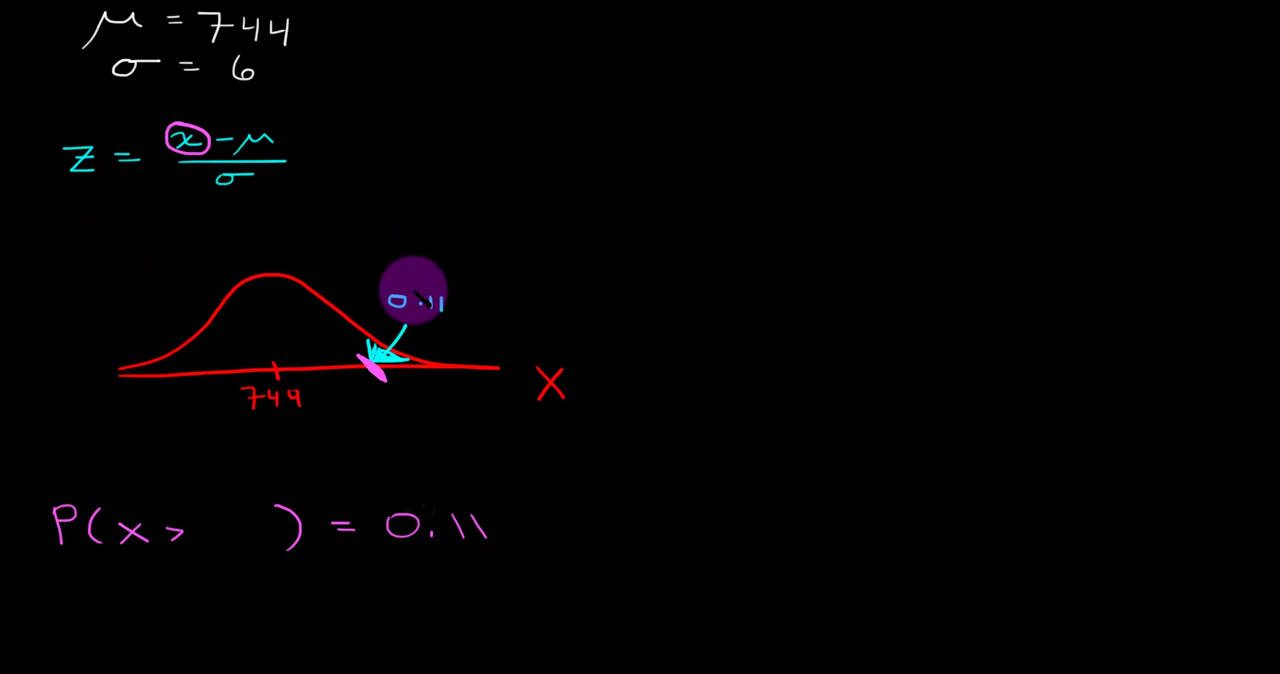 μ = 744
σ = 6
z = (x - μ) / σ
0.11
744
X
P(x > ) = 0.11